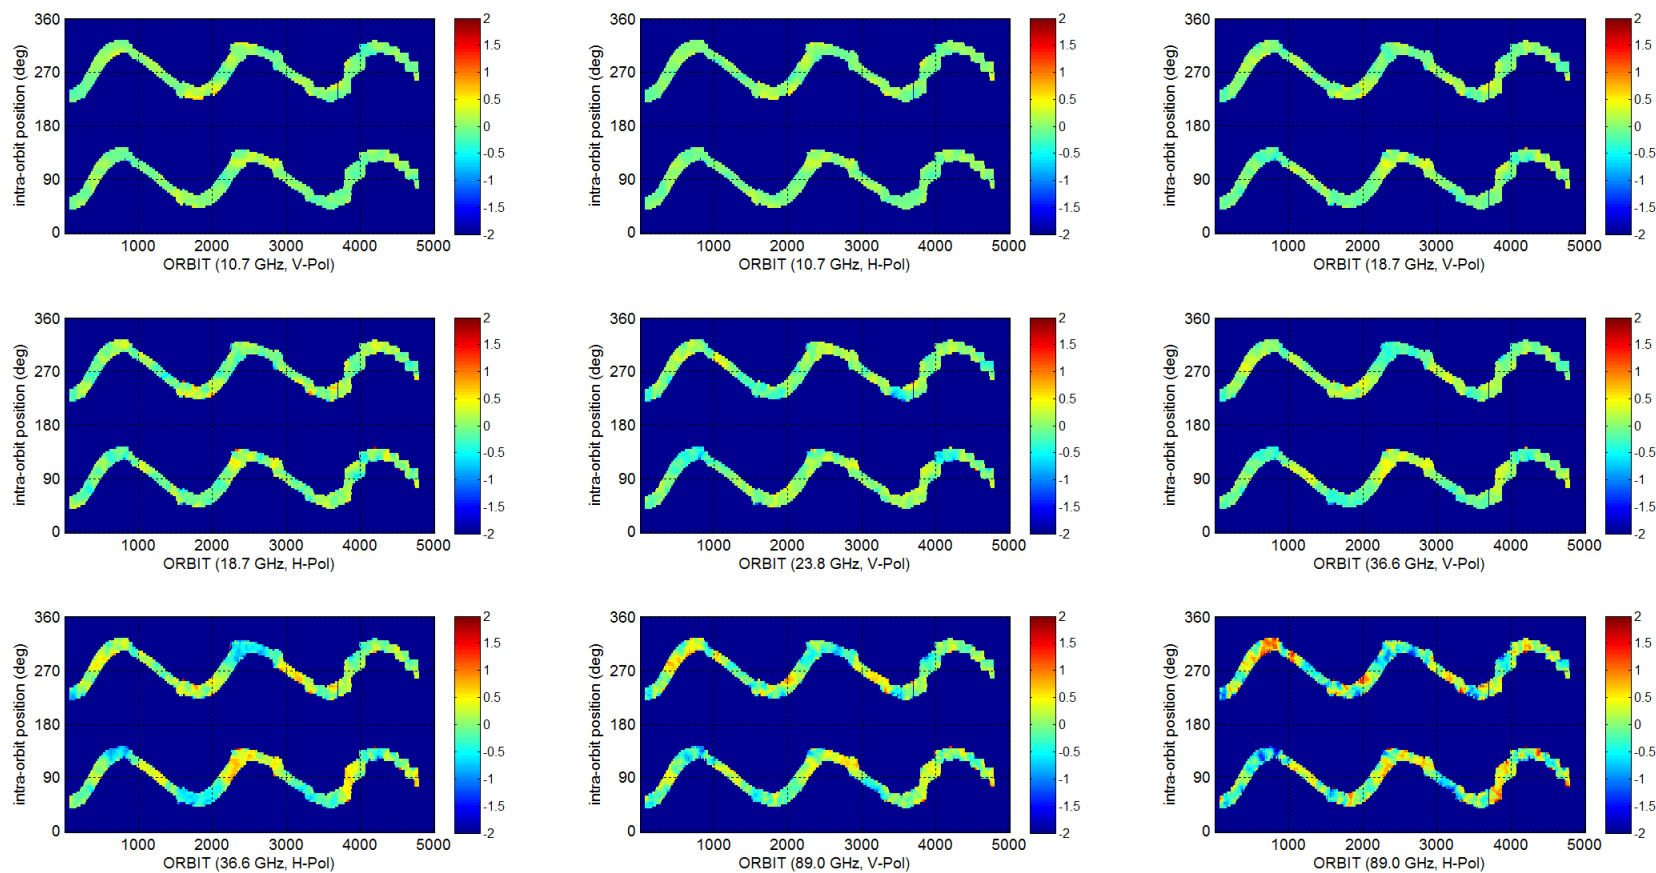 360 2 360 2 360 2
1.5 1.5 1.5
270 1 270 1 270 1
0.5 0.5 0.5
180 0 180 0 180 0
-0.5 -0.5 -0.5
90 -1 90 -1 90 -1
-1.5 -1.5 -1.5
0 -2 0 -2 0 -2
intra-orbit position (deg) intra-orbit position (deg) intra-orbit position (deg)
1000 2000 3000 4000 5000 1000 2000 3000 4000 5000 1000 2000 3000 4000 5000
ORBIT (10.7 GHz, V-Pol) ORBIT (10.7 GHz, H-Pol) ORBIT (18.7 GHz, V-Pol)
360 2 360 2 360 2
1.5 1.5 1.5
270 1 270 1 270 1
0.5 0.5 0.5
180 0 180 0 180 0
-0.5 -0.5 -0.5
90 -1 90 -1 90 -1
-1.5 -1.5 -1.5
0 -2 0 -2 0 -2
intra-orbit position (deg) intra-orbit position (deg) intra-orbit position (deg)
1000 2000 3000 4000 5000 1000 2000 3000 4000 5000 1000 2000 3000 4000 5000
ORBIT (18.7 GHz, H-Pol) ORBIT (23.8 GHz, V-Pol) ORBIT (36.6 GHz, V-Pol)
360 2 360 2 360 2
1.5 1.5 1.5
270 1 270 1 270 1
0.5 0.5 0.5
180 0 180 0 180 0
-0.5 -0.5 -0.5
90 -1 90 -1 90 -1
-1.5 -1.5 -1.5
0 -2 0 -2 0 -2
intra-orbit position (deg) intra-orbit position (deg) intra-orbit position (deg)
1000 2000 3000 4000 5000 1000 2000 3000 4000 5000 1000 2000 3000 4000 5000
ORBIT (36.6 GHz, H-Pol) ORBIT (89.0 GHz, V-Pol) ORBIT (89.0 GHz, H-Pol)